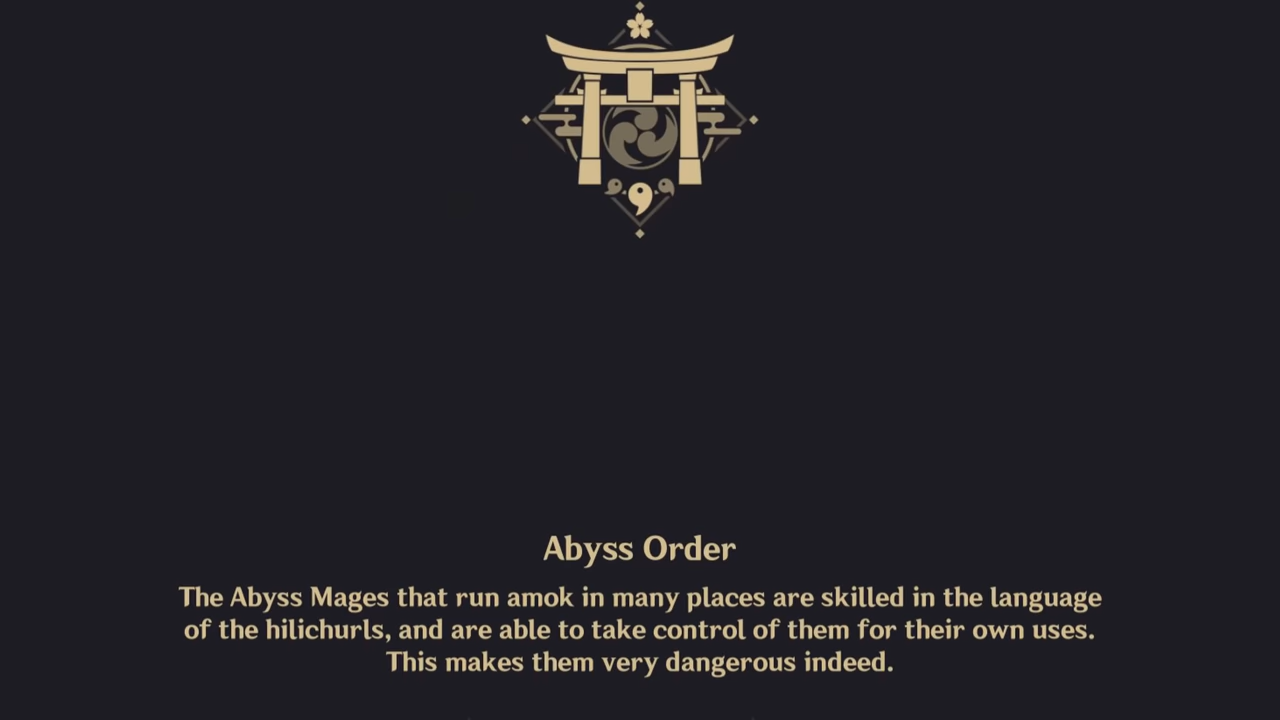 Abyss Order
The Abyss Mages that run amok in many places are skilled in the language
of the hilichurls, and are able to take control of them for their own uses.
This makes them very dangerous indeed.